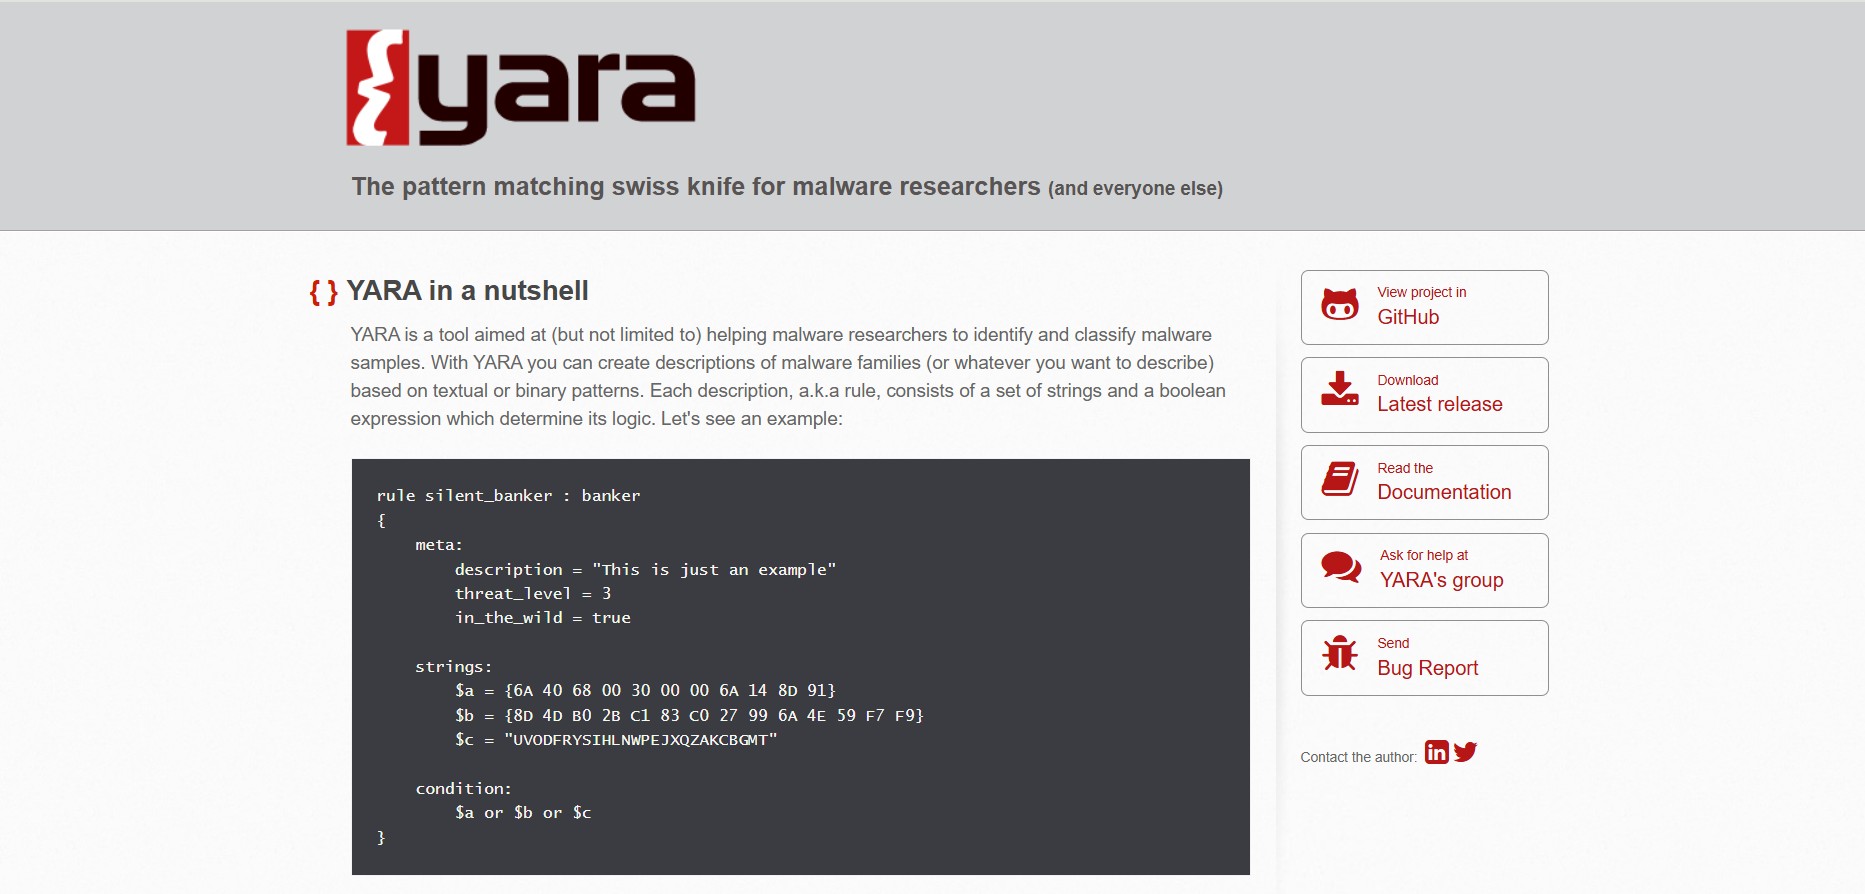 yara
The pattern matching swiss knife for malware researchers (and everyone else)
{ } YARA in a nutshell
YARA is a tool aimed at (but not limited to) helping malware researchers to identify and classify malware
samples. With YARA you can create descriptions of malware families (or whatever you want to describe)
based on textual or binary patterns. Each description, a.k.a rule, consists of a set of strings and a boolean
expression which determine its logic. Let's see an example:
rule silent_banker : banker
{
    meta:
        description = "This is just an example"
        threat_level = 3
        in_the_wild = true
    strings:
        $a = {6A 40 68 00 30 00 00 6A 14 8D 91}
        $b = {8D 4D B0 2B C1 83 C0 27 99 6A 4E 59 F7 F9}
        $c = "UVODFRYSIHLNWPEJXQZAKCBGMT"
    condition:
        $a or $b or $c
}
View project in
GitHub
Download
Latest release
Read the
Documentation
Ask for help at
YARA's group
Send
Bug Report
Contact the author: in